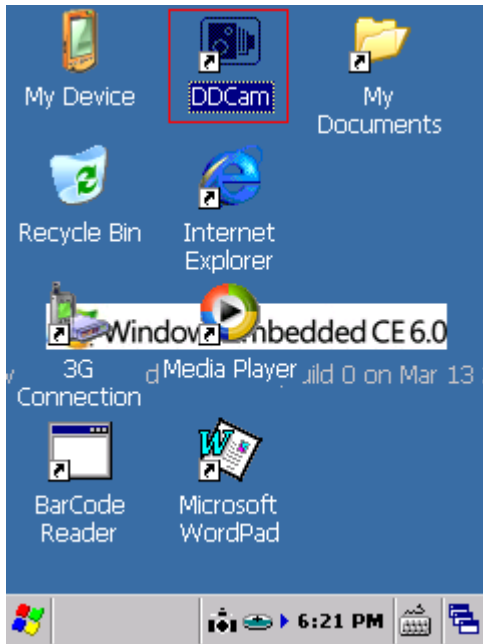 My Device
DDCam
My
Documents
Recycle Bin
Internet
Explorer
Windows Embedded CE 6.0
3G
Connection
Media Player
ild 0 on Mar 13
BarCode
Reader
Microsoft
WordPad
6:21 PM